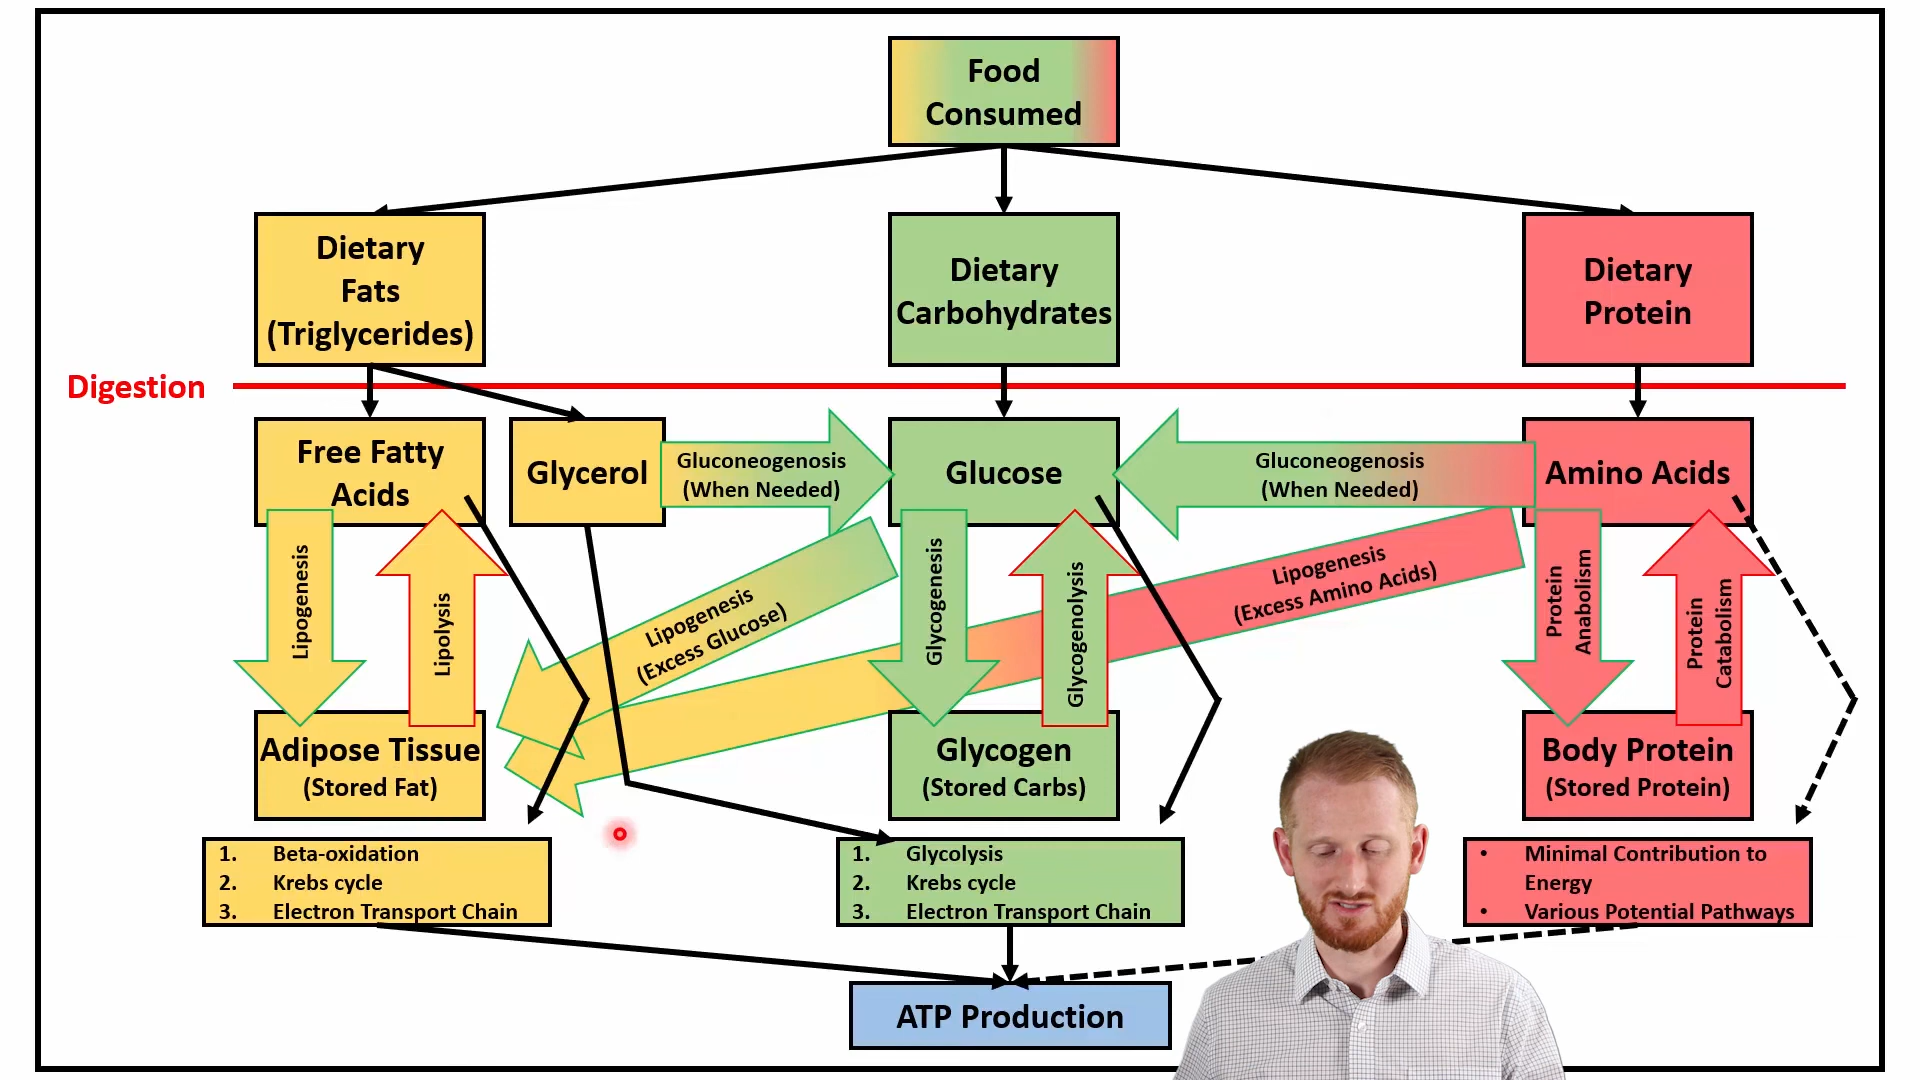 Food
Consumed
Dietary
Fats
(Triglycerides)
Dietary
Carbohydrates
Dietary
Protein
Digestion
Free Fatty
Acids
Glycerol
Gluconeogenosis
(When Needed)
Glucose
Gluconeogenosis
(When Needed)
Amino Acids
Lipogenesis
Lipolysis
Lipogenesis
(Excess Glucose)
Glycogenesis
Glycogenolysis
Lipogenesis
(Excess Amino Acids)
Protein
Anabolism
Protein
Catabolism
Adipose Tissue
(Stored Fat)
Glycogen
(Stored Carbs)
Body Protein
(Stored Protein)
1. Beta-oxidation
2. Krebs cycle
3. Electron Transport Chain
1. Glycolysis
2. Krebs cycle
3. Electron Transport Chain
• Minimal Contribution to
Energy
• Various Potential Pathways
ATP Production